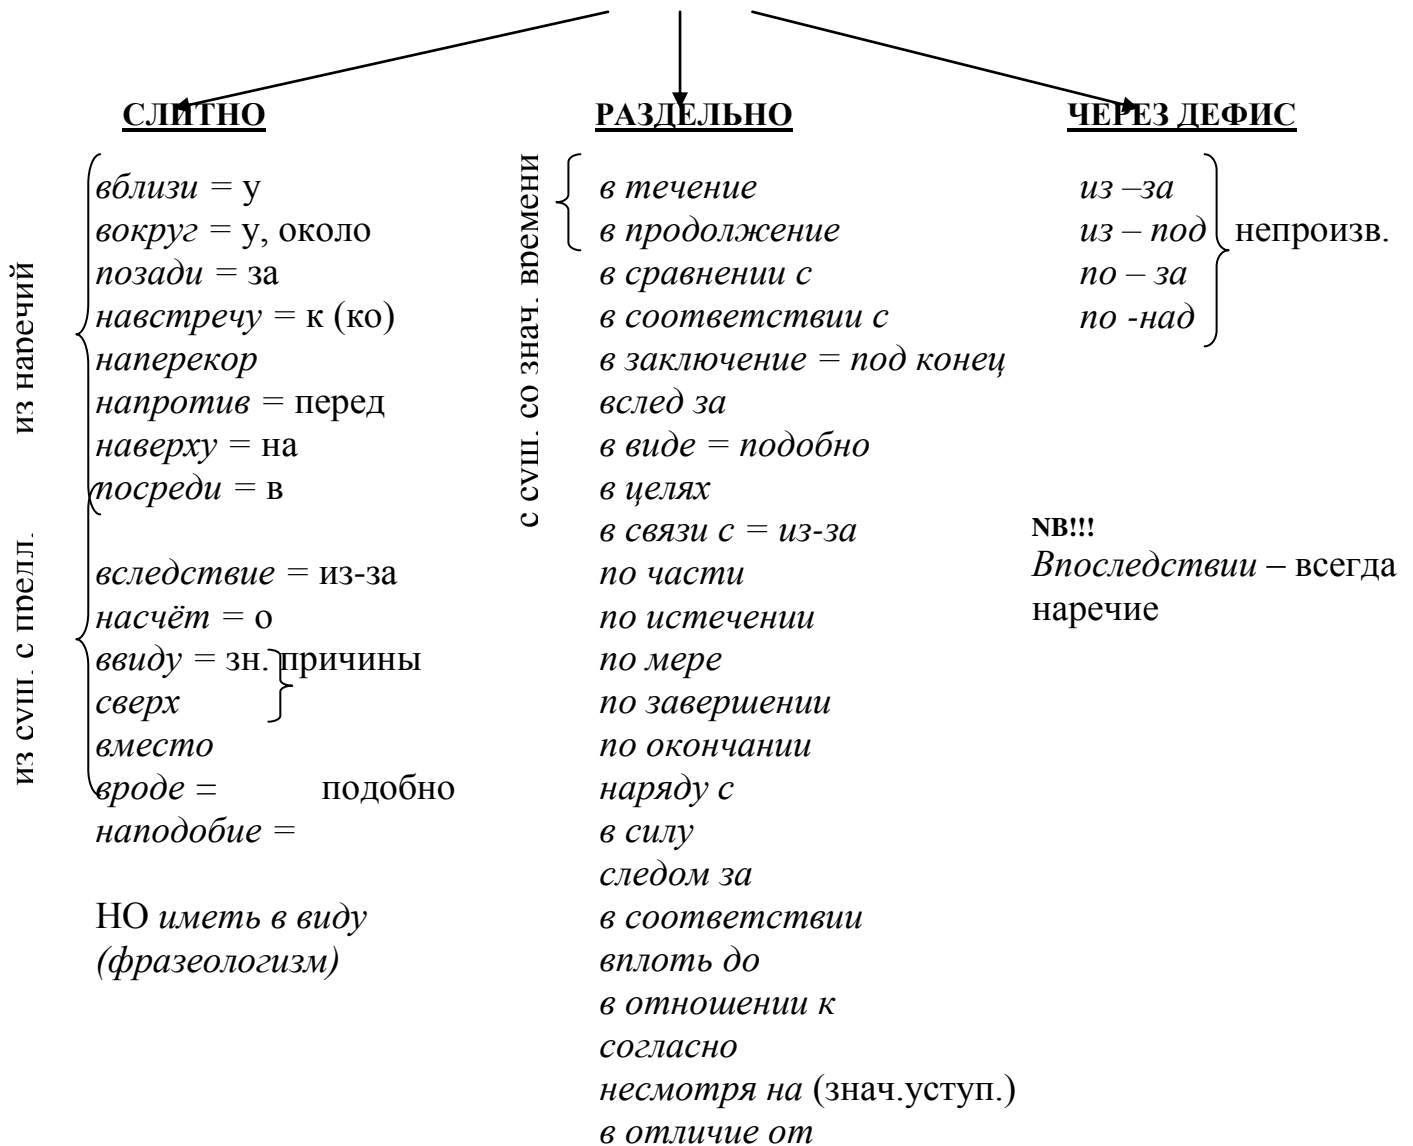 СЛИТНО
вблизи = у
вокруг = у, около
позади = за
навстречу = к (ко)
наперекор
напротив = перед
наверху = на
посреди = в
вследствие = из-за
насчёт = о
ввиду = зн. причины
сверх
вместо
вроде = подобно
наподобие =
НО иметь в виду
(фразеологизм)
из наречий
из сущ. с предл.
РАЗДЕЛЬНО
с сущ. со знач. времени
в течение
в продолжение
в сравнении с
в соответствии с
в заключение = под конец
вслед за
в виде = подобно
в целях
в связи с = из-за
по части
по истечении
по мере
по завершении
по окончании
наряду с
в силу
следом за
в соответствии
вплоть до
в отношении к
согласно
несмотря на (знач.уступ.)
в отличие от
ЧЕРЕЗ ДЕФИС
из –за
из – под непроизв.
по – за
по -над
NB!!!
Впоследствии – всегда
наречие